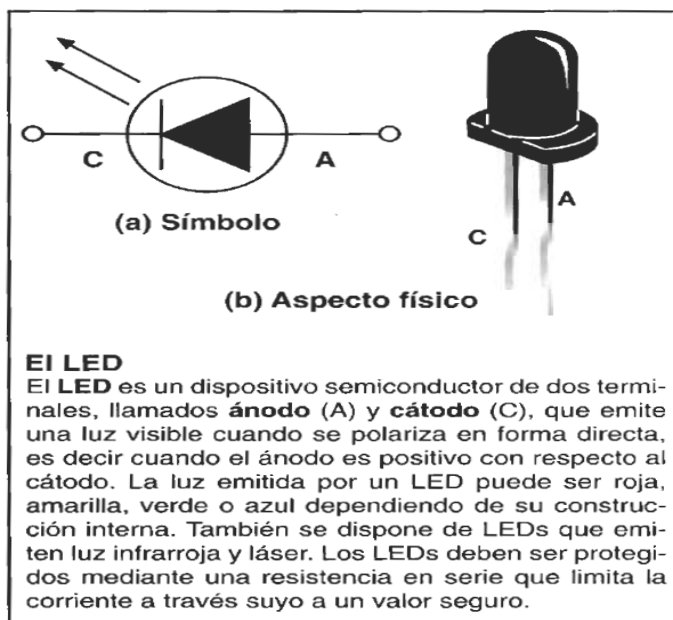 C A
(a) Símbolo
A
C
(b) Aspecto físico
El LED
El LED es un dispositivo semiconductor de dos termi-
nales, llamados ánodo (A) y cátodo (C), que emite
una luz visible cuando se polariza en forma directa,
es decir cuando el ánodo es positivo con respecto al
cátodo. La luz emitida por un LED puede ser roja,
amarilla, verde o azul dependiendo de su construc-
ción interna. También se dispone de LEDs que emi-
ten luz infrarroja y láser. Los LEDs deben ser protegi-
dos mediante una resistencia en serie que limita la
corriente a través suyo a un valor seguro.